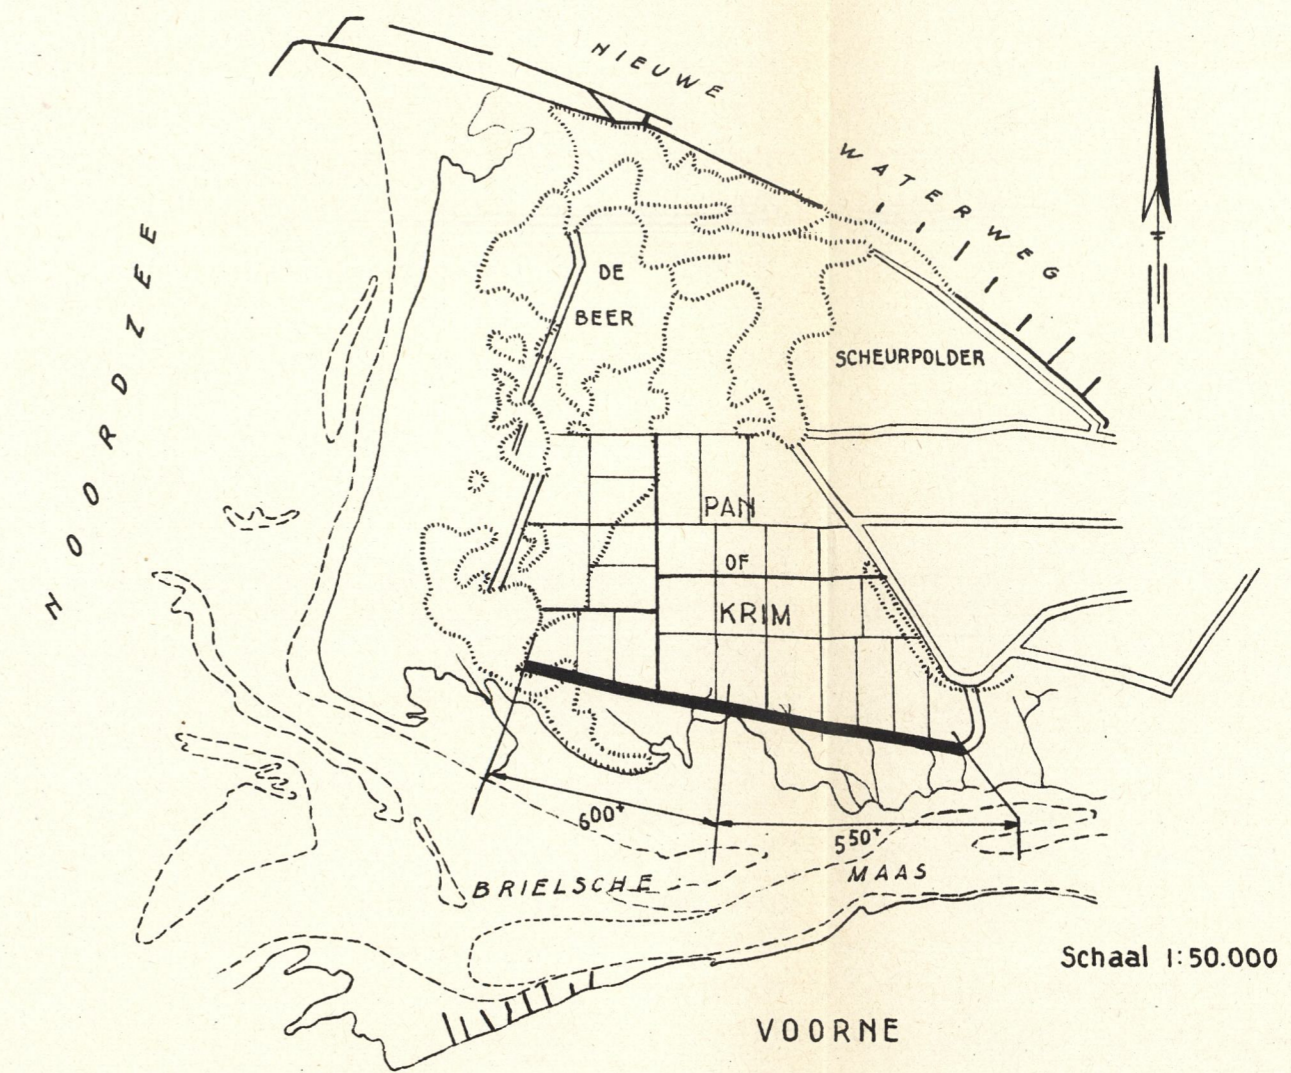 NIEUWE
WATERWEG
NOORDZEE
DE
BEER
SCHEURPOLDER
PAN
OF
KRIM
600+
550+
BRIELSCHE
MAAS
Schaal 1:50.000
VOORNE